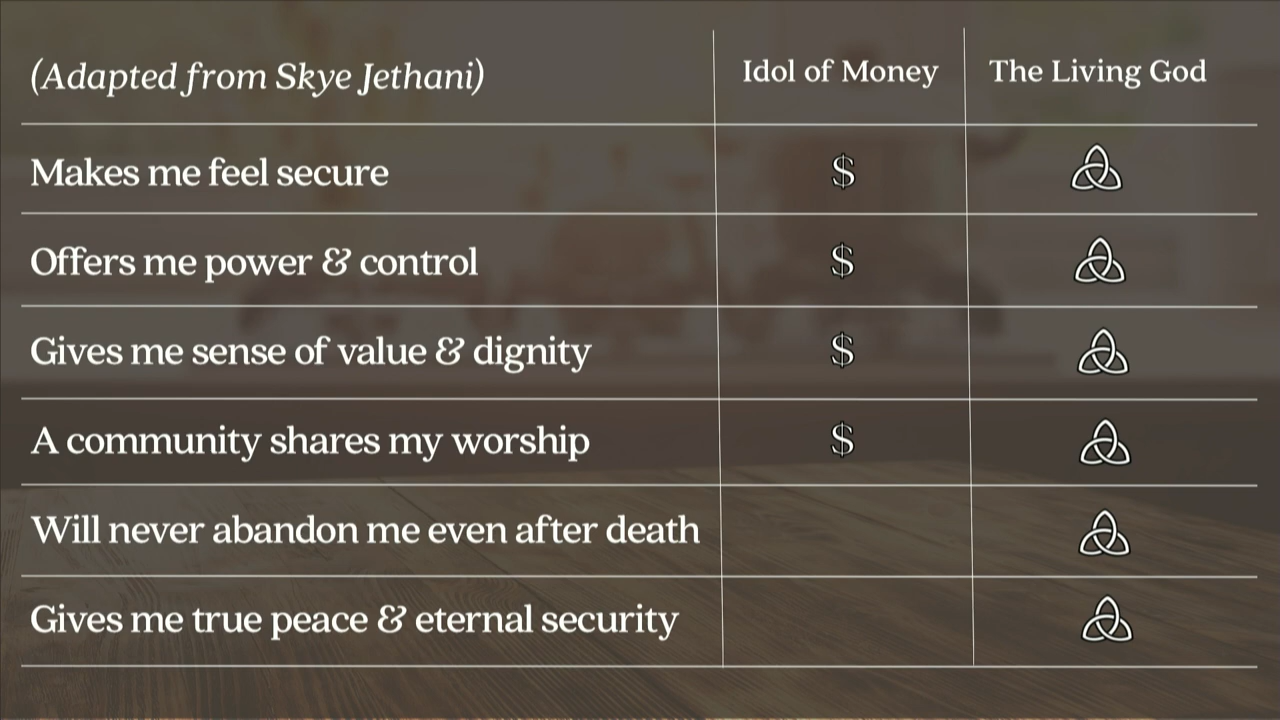 (Adapted from Skye Jethani)
Idol of Money
The Living God
Makes me feel secure
$
Offers me power & control
$
Gives me sense of value & dignity
$
A community shares my worship
$
Will never abandon me even after death
Gives me true peace & eternal security